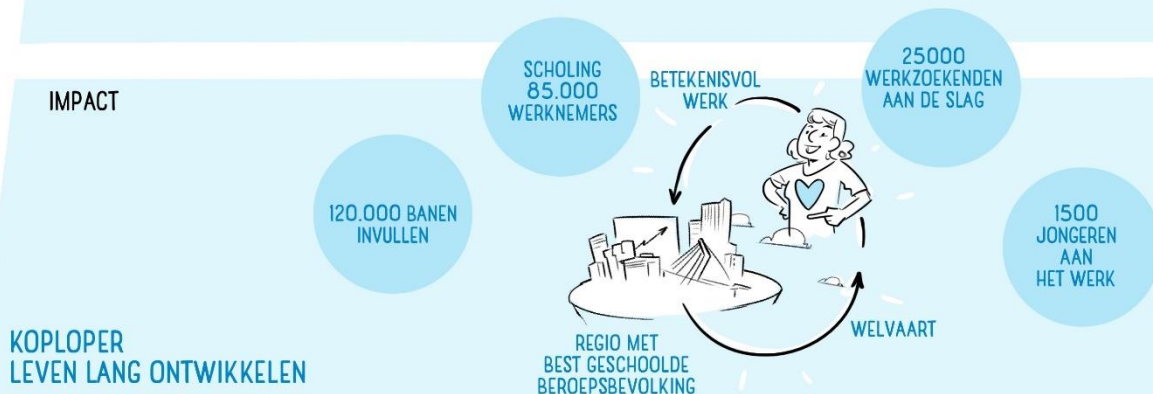 IMPACT
120.000 BANEN
INVULLEN
SCHOLING
85.000
WERKNEMERS
BETEKENISVOL
WERK
25000
WERKZOEKENDEN
AAN DE SLAG
1500
JONGEREN
AAN
HET WERK
WELVAART
REGIO MET
BEST GESCHOOLDE
BEROEPSBEVOLKING
KOPLOPER
LEVEN LANG ONTWIKKELEN